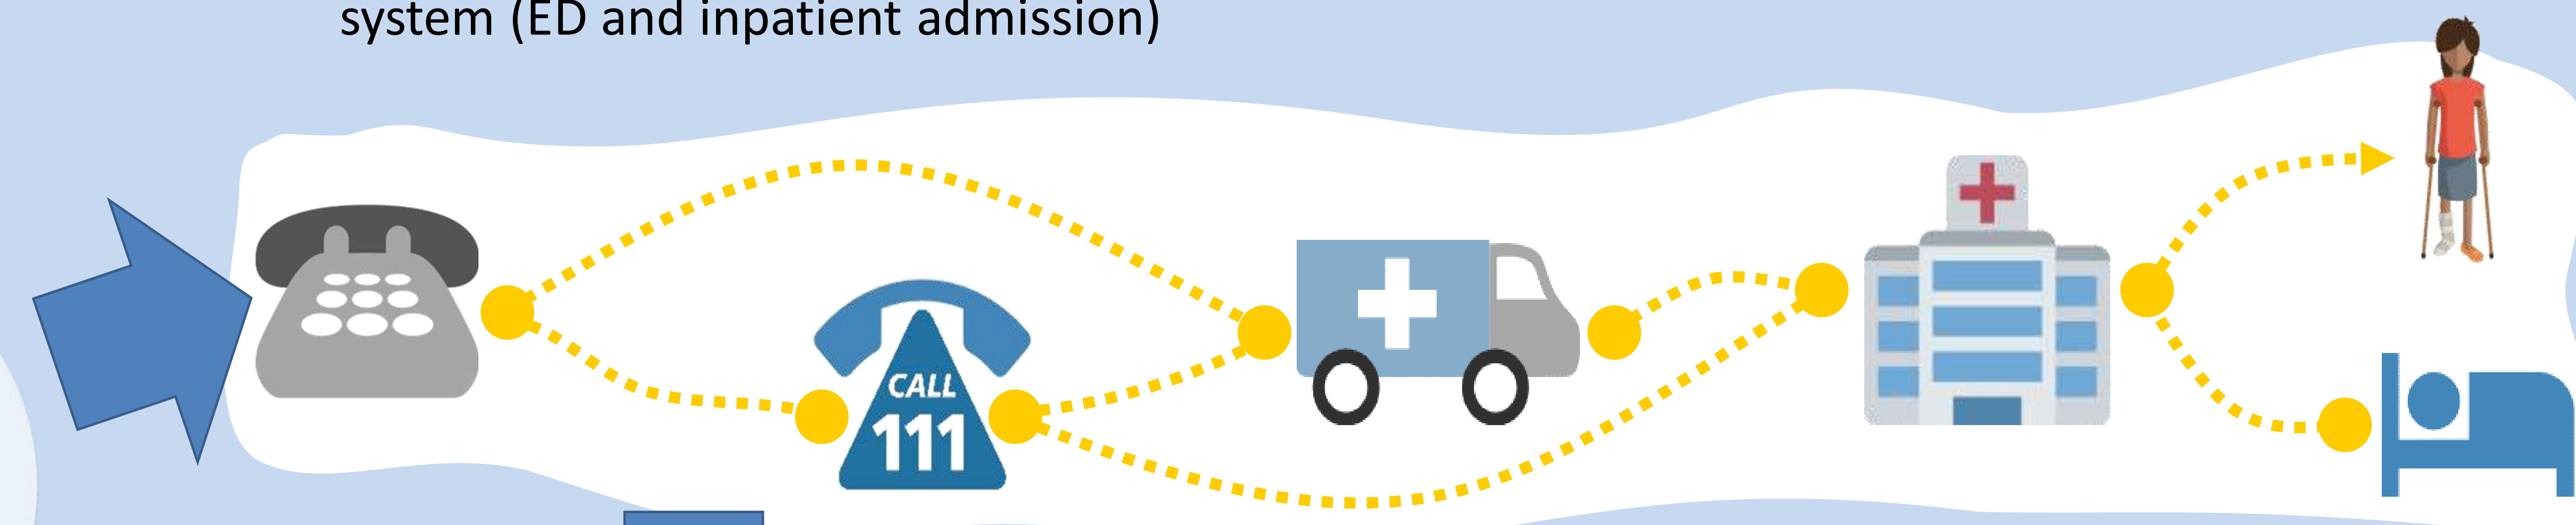 system (ED and inpatient admission)
CALL
111